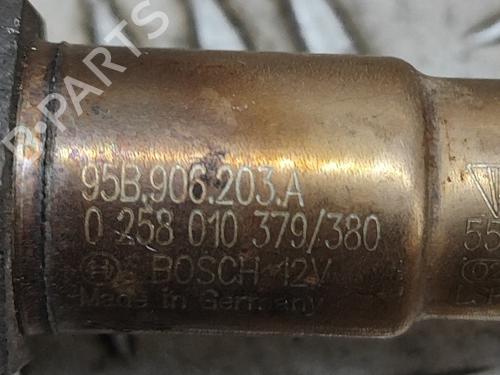 95B.906.203.A
0 258 010 379/380
BOSCH 12V
Made in Germany
55
B-PARTS